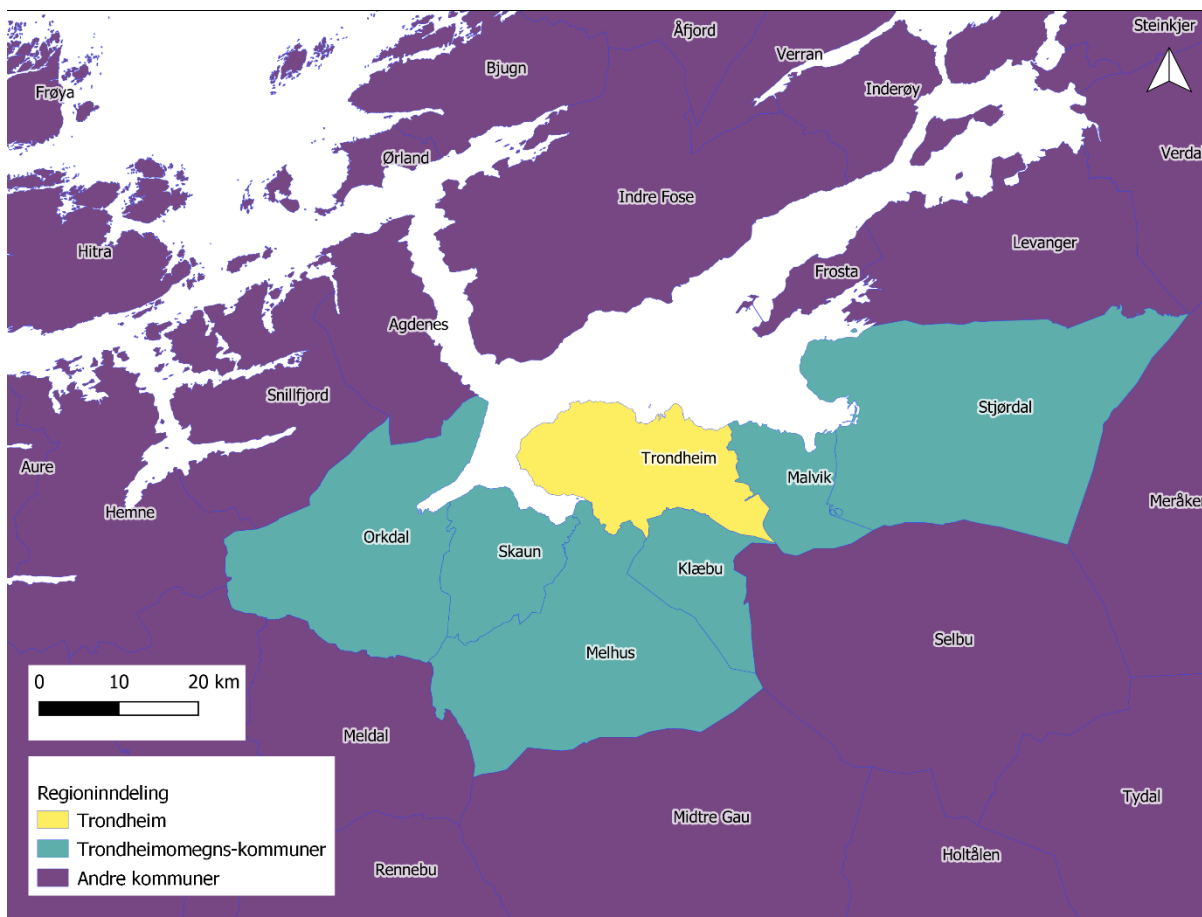 Steinkjer
Åfjord
Verran
Bjugn
Inderøy
Frøya
Verdal
Ørland
Indre Fose
Levanger
Hitra
Frosta
Agdenes
Snillfjord
Stjørdal
Trondheim
Aure
Malvik
Meråker
Hemne
Orkdal
Skaun
Klæbu
Selbu
Melhus
0 10 20 km
Meldal
Regioninndeling
Tydal
Midtre Gau
Trondheim
Trondheimomegns-kommuner
Holtålen
Rennebu
Andre kommuner